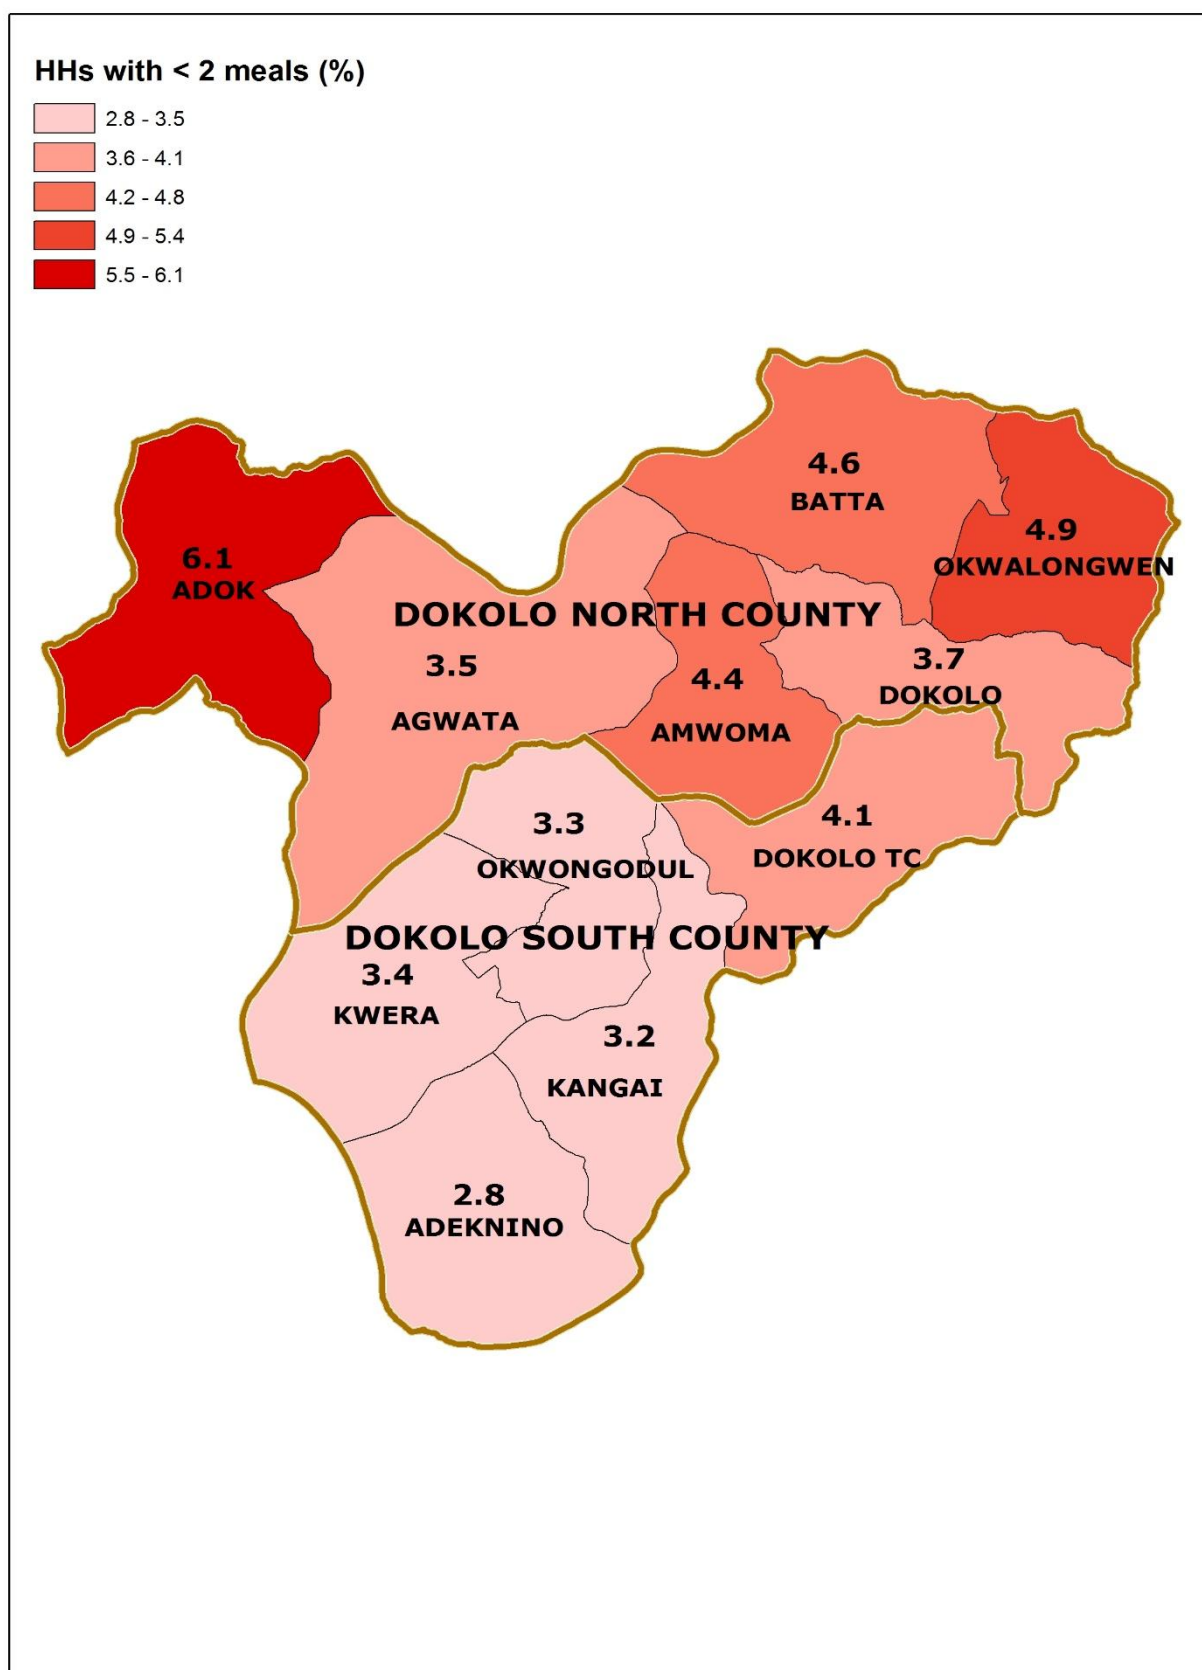 HHs with < 2 meals (%)
2.8 - 3.5
3.6 - 4.1
4.2 - 4.8
4.9 - 5.4
5.5 - 6.1
4.6
BATTA
4.9
OKWALONGWEN
6.1
ADOK
DOKOLO NORTH COUNTY
3.5
AGWATA
4.4
AMWOMA
3.7
DOKOLO
3.3
OKWONGODUL
4.1
DOKOLO TC
DOKOLO SOUTH COUNTY
3.4
KWERA
3.2
KANGAI
2.8
ADEKNINO